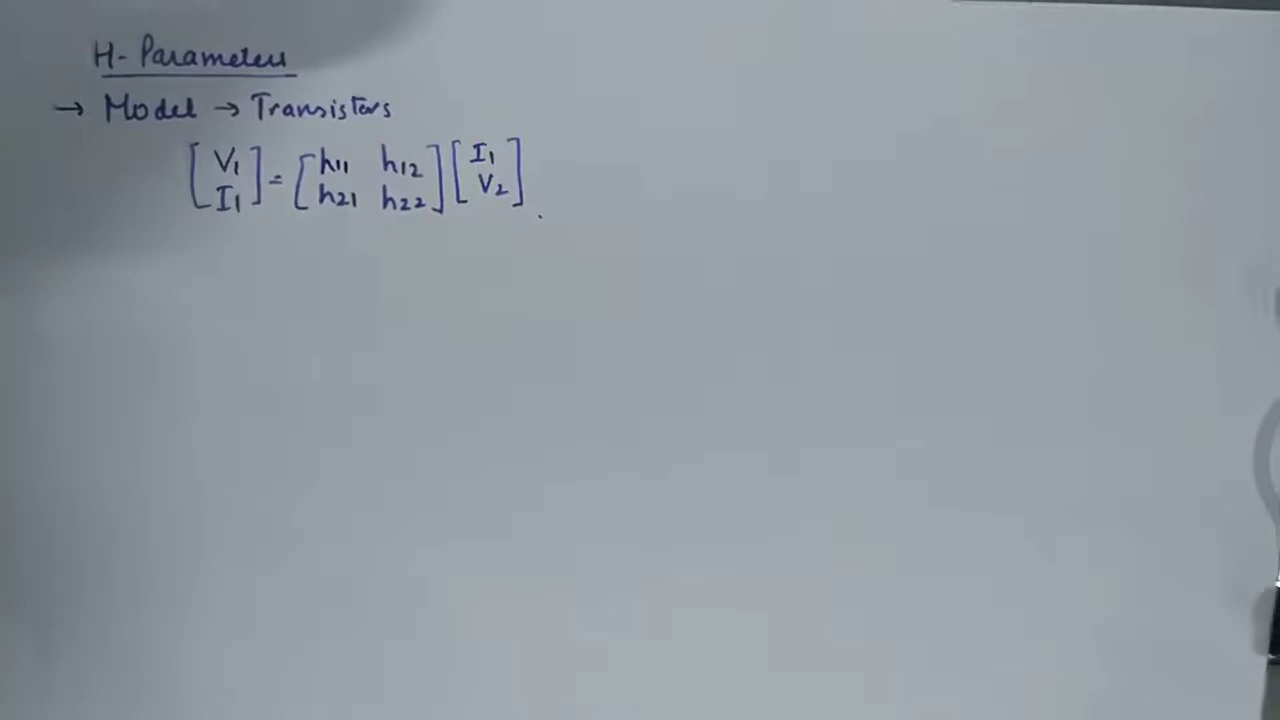 H- Parameters
→ Model → Transistors
[V1 I1] = [h11 h12 h21 h22] [I1 V2]